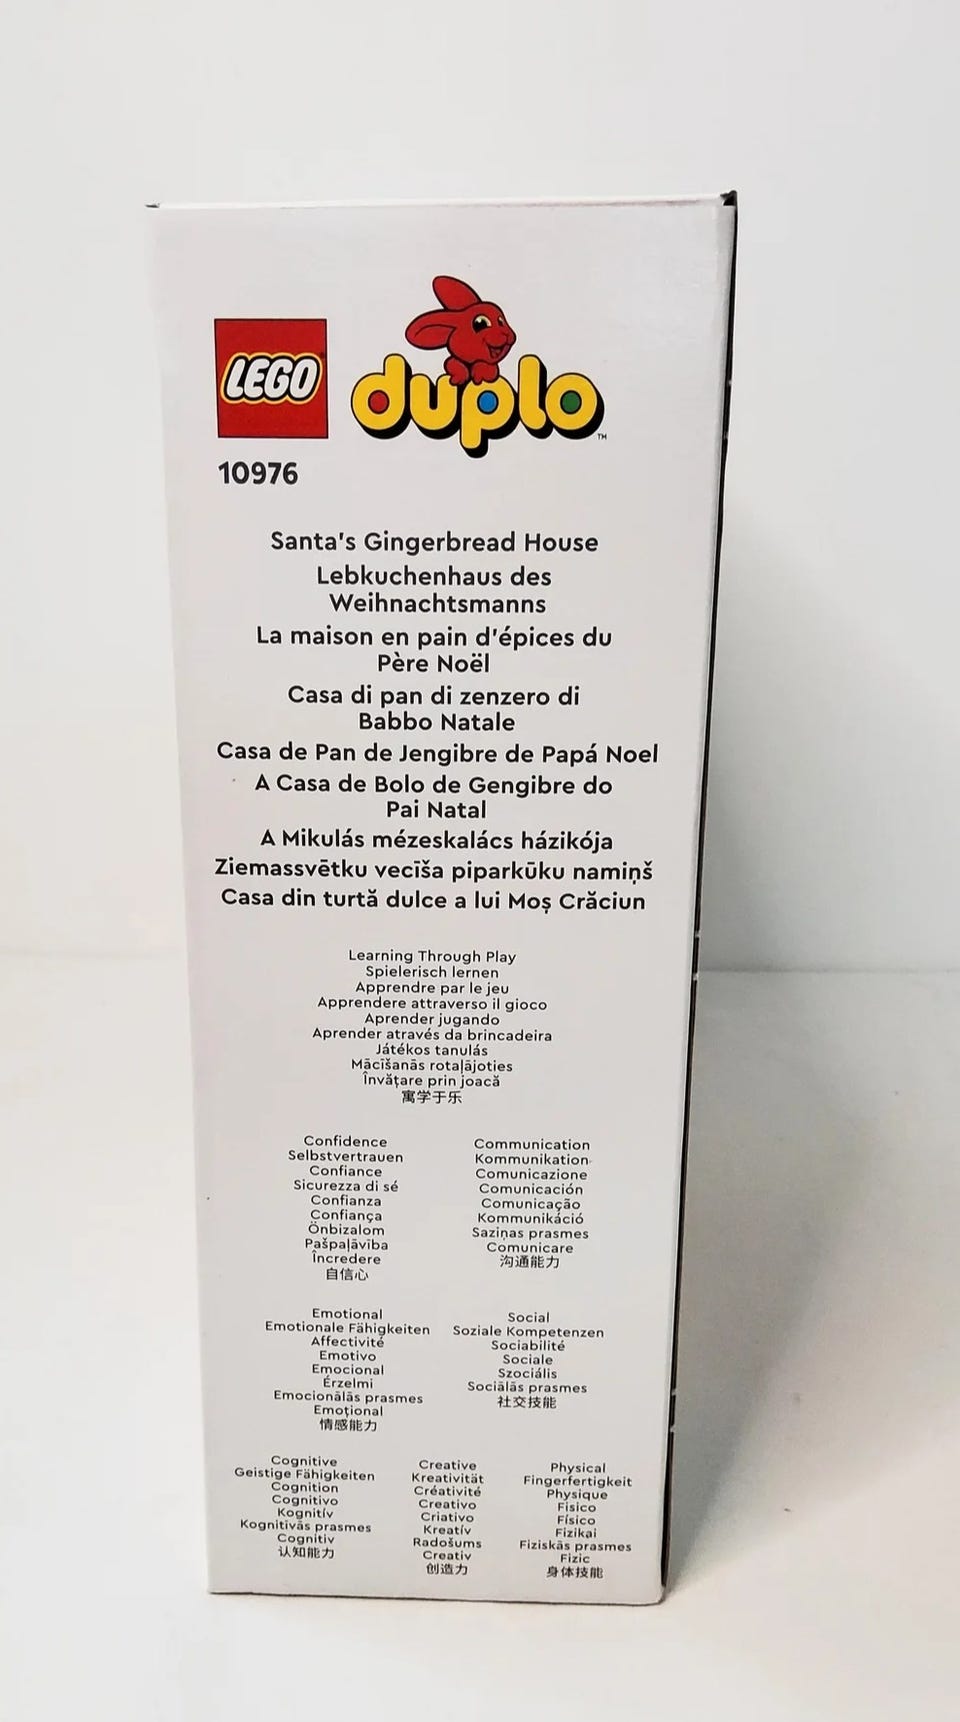 LEGO
duplo
™
10976
Santa's Gingerbread House
Lebkuchenhaus des
Weihnachtsmanns
La maison en pain d'épices du
Père Noël
Casa di pan di zenzero di
Babbo Natale
Casa de Pan de Jengibre de Papá Noel
A Casa de Bolo de Gengibre do
Pai Natal
A Mikulás mézeskalács házikója
Ziemassvētku vecīša piparkūku namiņš
Casa din turtă dulce a lui Moș Crăciun
Learning Through Play
Spielerisch lernen
Apprendre par le jeu
Apprendere attraverso il gioco
Aprender jugando
Aprender através da brincadeira
Játékos tanulás
Mācīšanās rotaļājoties
Învățare prin joacă
寓学于乐
Confidence
Selbstvertrauen
Confiance
Sicurezza di sé
Confianza
Confiança
Önbizalom
Pašpaļāvība
Încredere
自信心
Communication
Kommunikation
Comunicazione
Comunicación
Comunicação
Kommunikáció
Saziņas prasmes
Comunicare
沟通能力
Emotional
Emotionale Fähigkeiten
Affectivité
Emotivo
Emocional
Érzelmi
Emocionālās prasmes
Emoțional
情感能力
Social
Soziale Kompetenzen
Sociabilité
Sociale
Szociális
Sociālās prasmes
社交技能
Cognitive
Geistige Fähigkeiten
Cognition
Cognitivo
Kognitív
Kognitīvās prasmes
Cognitiv
认知能力
Creative
Kreativität
Créativité
Creativo
Criativo
Kreatív
Radošums
Creativ
创造力
Physical
Fingerfertigkeit
Physique
Fisico
Físico
Fizikai
Fiziskās prasmes
Fizic
身体技能